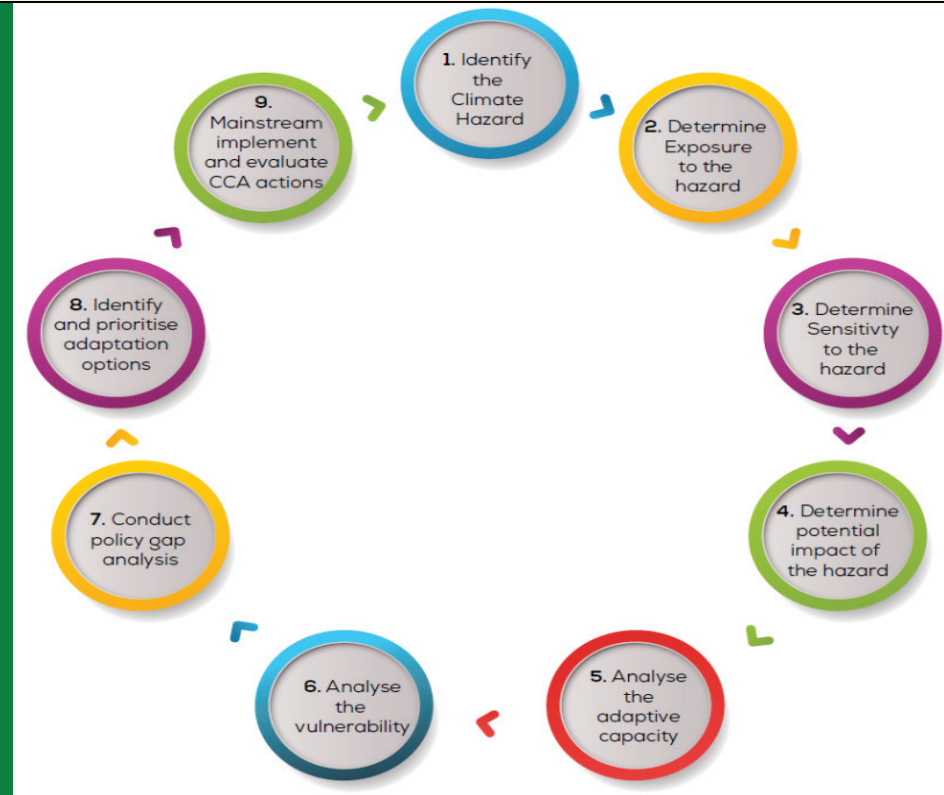 1. Identify
the
Climate
Hazard
2. Determine
Exposure
to the
hazard
3. Determine
Sensitivty
to the
hazard
4. Determine
potential
impact of
the hazard
5. Analyse
the
adaptive
capacity
6. Analyse
the
vulnerability
7. Conduct
policy gap
analysis
8. Identify
and prioritise
adaptation
options
9.
Mainstream
implement
and evaluate
CCA actions